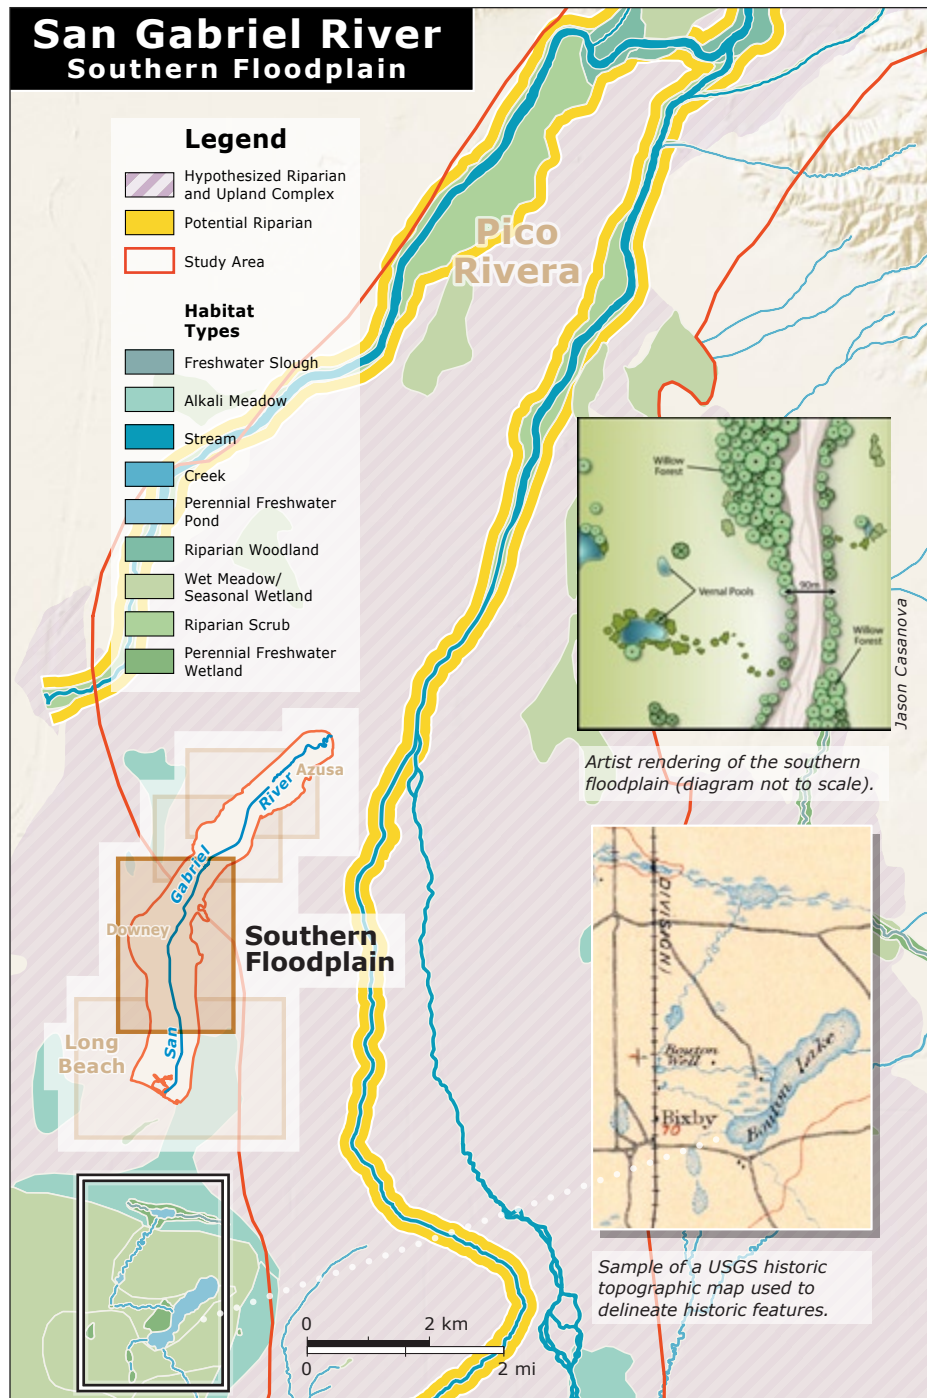 San Gabriel River
Southern Floodplain
Legend
Hypothesized Riparian
and Upland Complex
Potential Riparian
Study Area
Habitat
Types
Freshwater Slough
Alkali Meadow
Stream
Creek
Perennial Freshwater
Pond
Riparian Woodland
Wet Meadow/
Seasonal Wetland
Riparian Scrub
Perennial Freshwater
Wetland
Pico
Rivera
Willow
Forest
Vernal Pools
90m
Willow
Forest
Jason Casanova
Artist rendering of the southern
floodplain (diagram not to scale).
Azusa
River
Gabriel
San
Downey
Long
Beach
Southern
Floodplain
DIVISION)
Bouton
Well
Bouton Lake
Bixby
70
Sample of a USGS historic
topographic map used to
delineate historic features.
0 2 km
0 2 mi